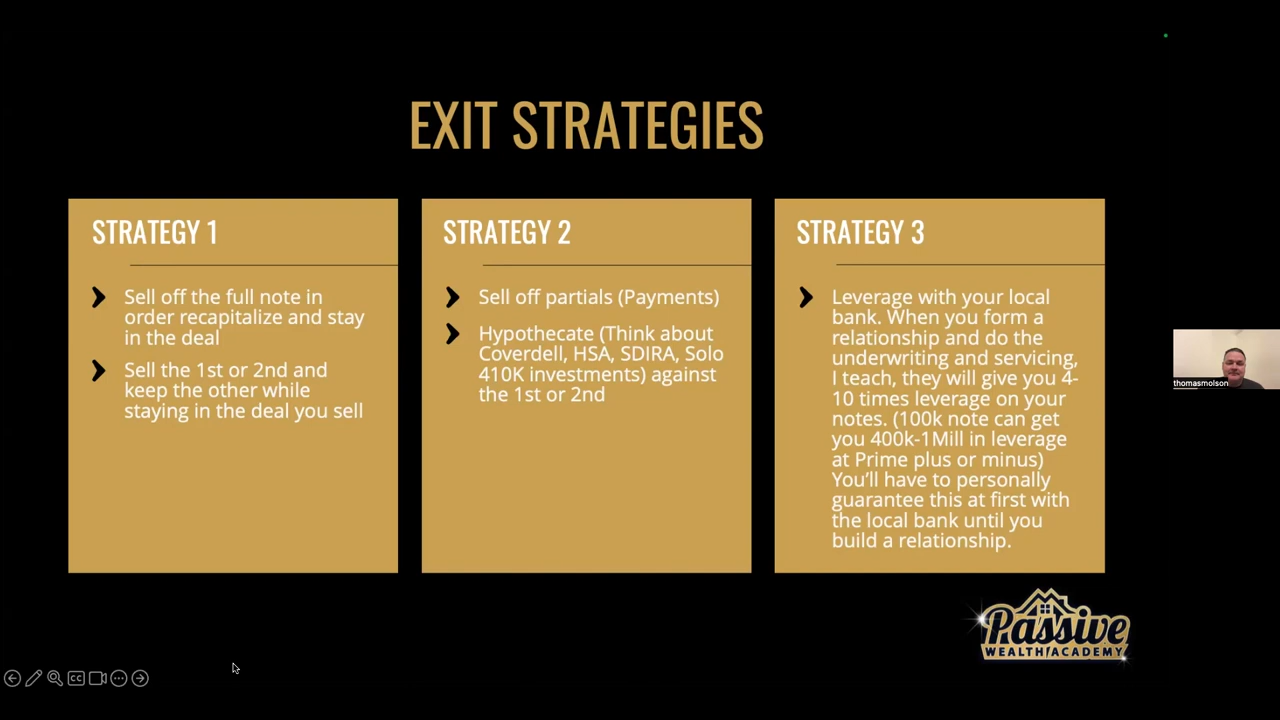 EXIT STRATEGIES
STRATEGY 1
Sell off the full note in
order recapitalize and stay
in the deal
Sell the 1st or 2nd and
keep the other while
staying in the deal you sell
STRATEGY 2
Sell off partials (Payments)
Hypothecate (Think about
Coverdell, HSA, SDIRA, Solo
410K investments) against
the 1st or 2nd
STRATEGY 3
Leverage with your local
bank. When you form a
relationship and do the
underwriting and servicing,
I teach, they will give you 4-
10 times leverage on your
notes. (100k note can get
you 400k-1Mill in leverage
at Prime plus or minus)
You'll have to personally
guarantee this at first with
the local bank until you
build a relationship.
thomasmolson
Passive
WEALTH ACADEMY
CC